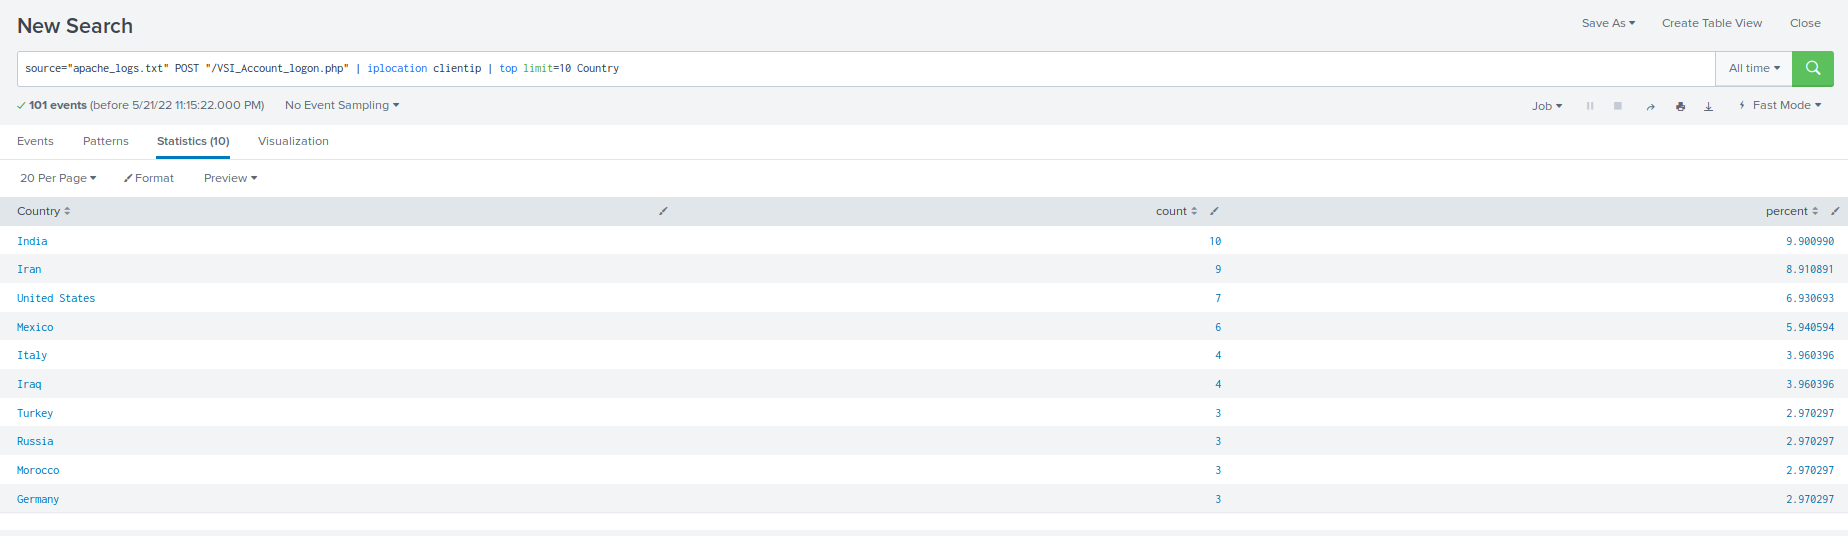 New Search
Save As Create Table View Close
source="apache_logs.txt" POST "/VSI_Account_logon.php" | iplocation clientip | top limit=10 Country
All time
101 events (before 5/21/22 11:15:22.000 PM) No Event Sampling
Job Fast Mode
Events Patterns Statistics (10) Visualization
20 Per Page Format Preview
Country count percent
India 10 9.900990
Iran 9 8.910891
United States 7 6.930693
Mexico 6 5.940594
Italy 4 3.960396
Iraq 4 3.960396
Turkey 3 2.970297
Russia 3 2.970297
Morocco 3 2.970297
Germany 3 2.970297